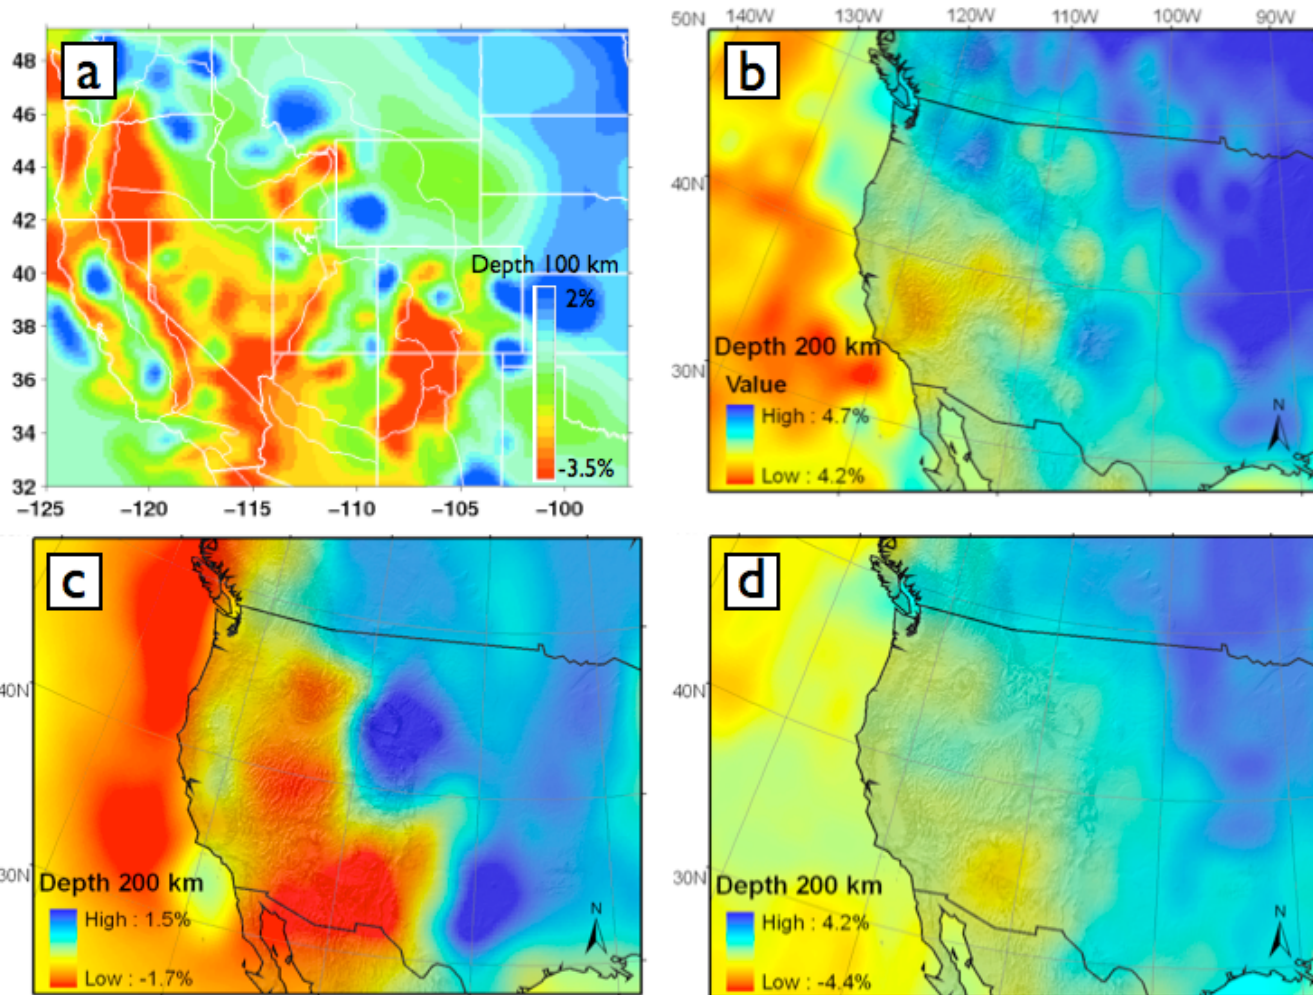 a
48
46
44
42
40
38
36
34
32
−125
−120
−115
−110
−105
−100
Depth 100 km
2%
-3.5%
50N
140W
130W
120W
110W
100W
90W
b
40N
30N
Depth 200 km
Value
High : 4.7%
Low : 4.2%
N
c
40N
30N
Depth 200 km
High : 1.5%
Low : -1.7%
N
d
40N
30N
Depth 200 km
High : 4.2%
Low : -4.4%
N